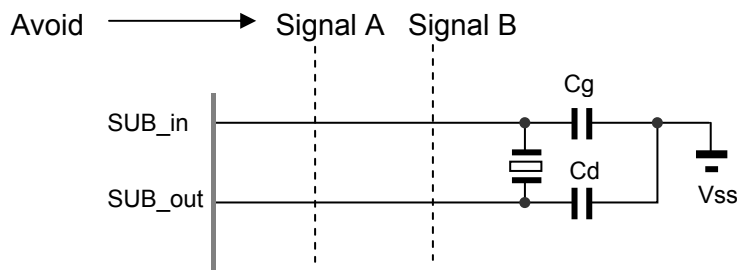 Avoid Signal A Signal B
Cg
SUB_in
Cd
SUB_out
Vss